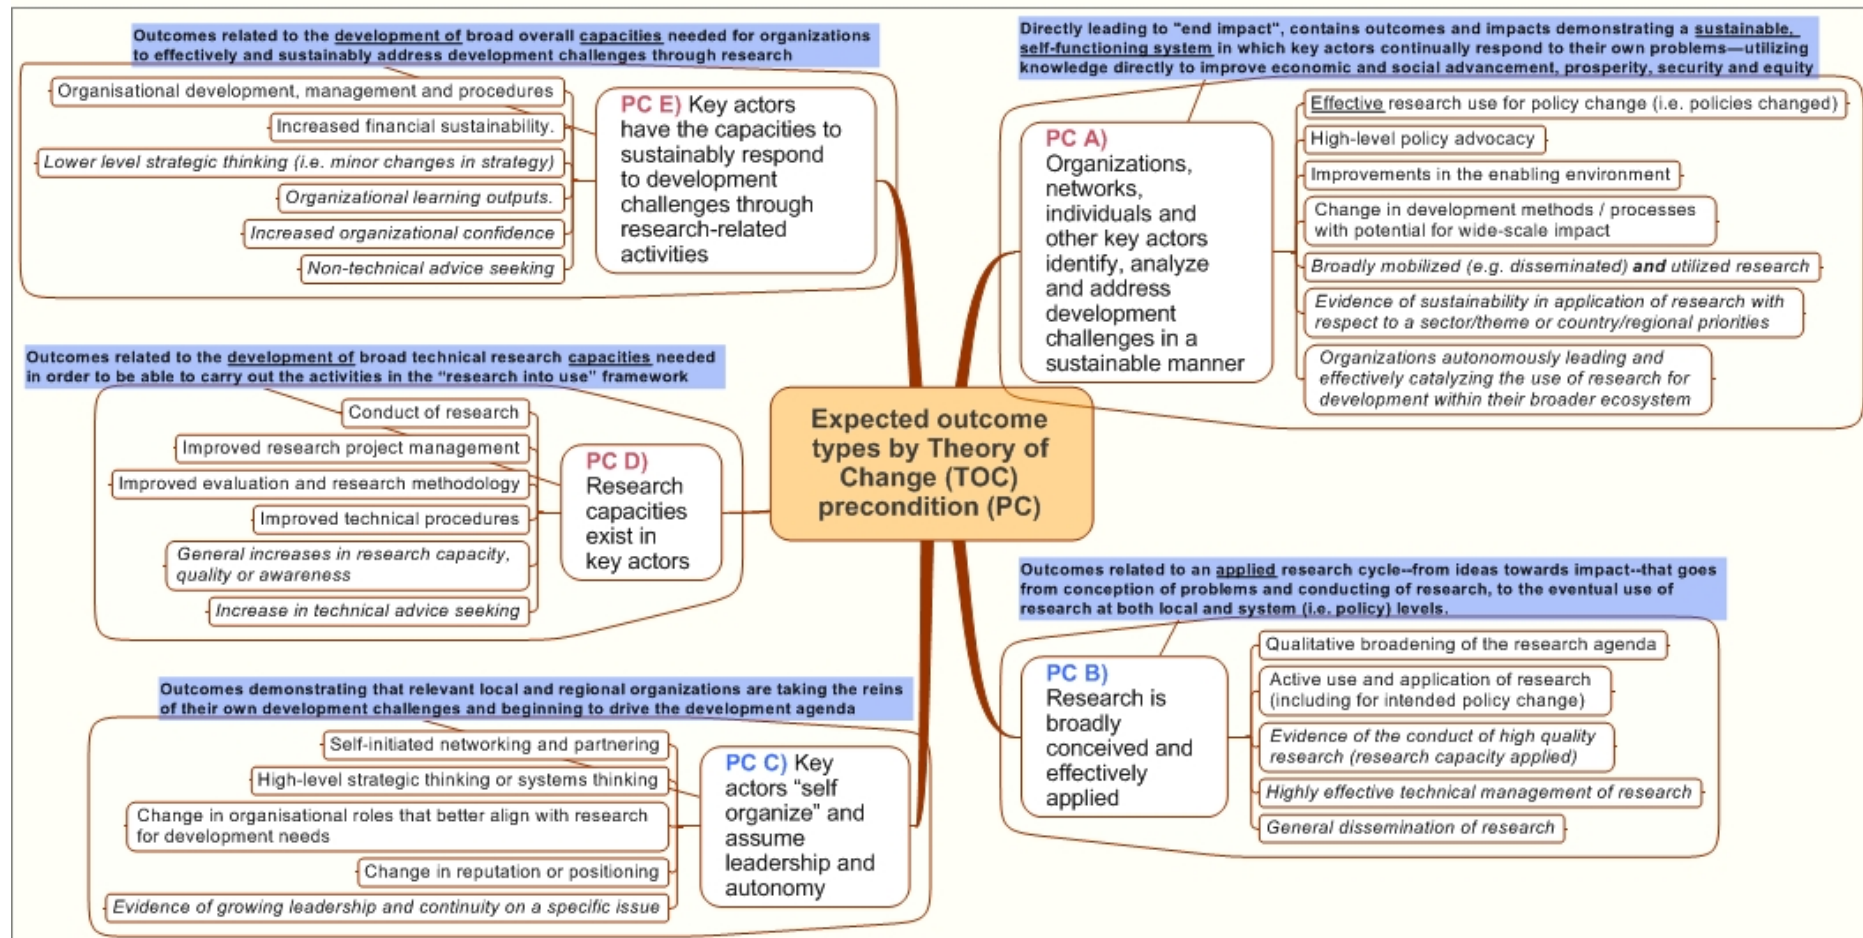 Outcomes related to the development of broad overall capacities needed for organizations
to effectively and sustainably address development challenges through research
Organisational development, management and procedures
Increased financial sustainability.
Lower level strategic thinking (i.e. minor changes in strategy)
Organizational learning outputs.
Increased organizational confidence
Non-technical advice seeking
PC E) Key actors
have the capacities to
sustainably respond
to development
challenges through
research-related
activities
Directly leading to "end impact", contains outcomes and impacts demonstrating a sustainable,
self-functioning system in which key actors continually respond to their own problems—utilizing
knowledge directly to improve economic and social advancement, prosperity, security and equity
PC A)
Organizations,
networks,
individuals and
other key actors
identify, analyze
and address
development
challenges in a
sustainable manner
Effective research use for policy change (i.e. policies changed)
High-level policy advocacy
Improvements in the enabling environment
Change in development methods / processes
with potential for wide-scale impact
Broadly mobilized (e.g. disseminated) and utilized research
Evidence of sustainability in application of research with
respect to a sector/theme or country/regional priorities
Organizations autonomously leading and
effectively catalyzing the use of research for
development within their broader ecosystem
Outcomes related to the development of broad technical research capacities needed
in order to be able to carry out the activities in the “research into use” framework
Conduct of research
Improved research project management
Improved evaluation and research methodology
Improved technical procedures
General increases in research capacity,
quality or awareness
Increase in technical advice seeking
PC D)
Research
capacities
exist in
key actors
Expected outcome
types by Theory of
Change (TOC)
precondition (PC)
Outcomes related to an applied research cycle--from ideas towards impact--that goes
from conception of problems and conducting of research, to the eventual use of
research at both local and system (i.e. policy) levels.
PC B)
Research is
broadly
conceived and
effectively
applied
Qualitative broadening of the research agenda
Active use and application of research
(including for intended policy change)
Evidence of the conduct of high quality
research (research capacity applied)
Highly effective technical management of research
General dissemination of research
Outcomes demonstrating that relevant local and regional organizations are taking the reins
of their own development challenges and beginning to drive the development agenda
Self-initiated networking and partnering
High-level strategic thinking or systems thinking
Change in organisational roles that better align with research
for development needs
Change in reputation or positioning
Evidence of growing leadership and continuity on a specific issue
PC C) Key
actors “self
organize” and
assume
leadership and
autonomy